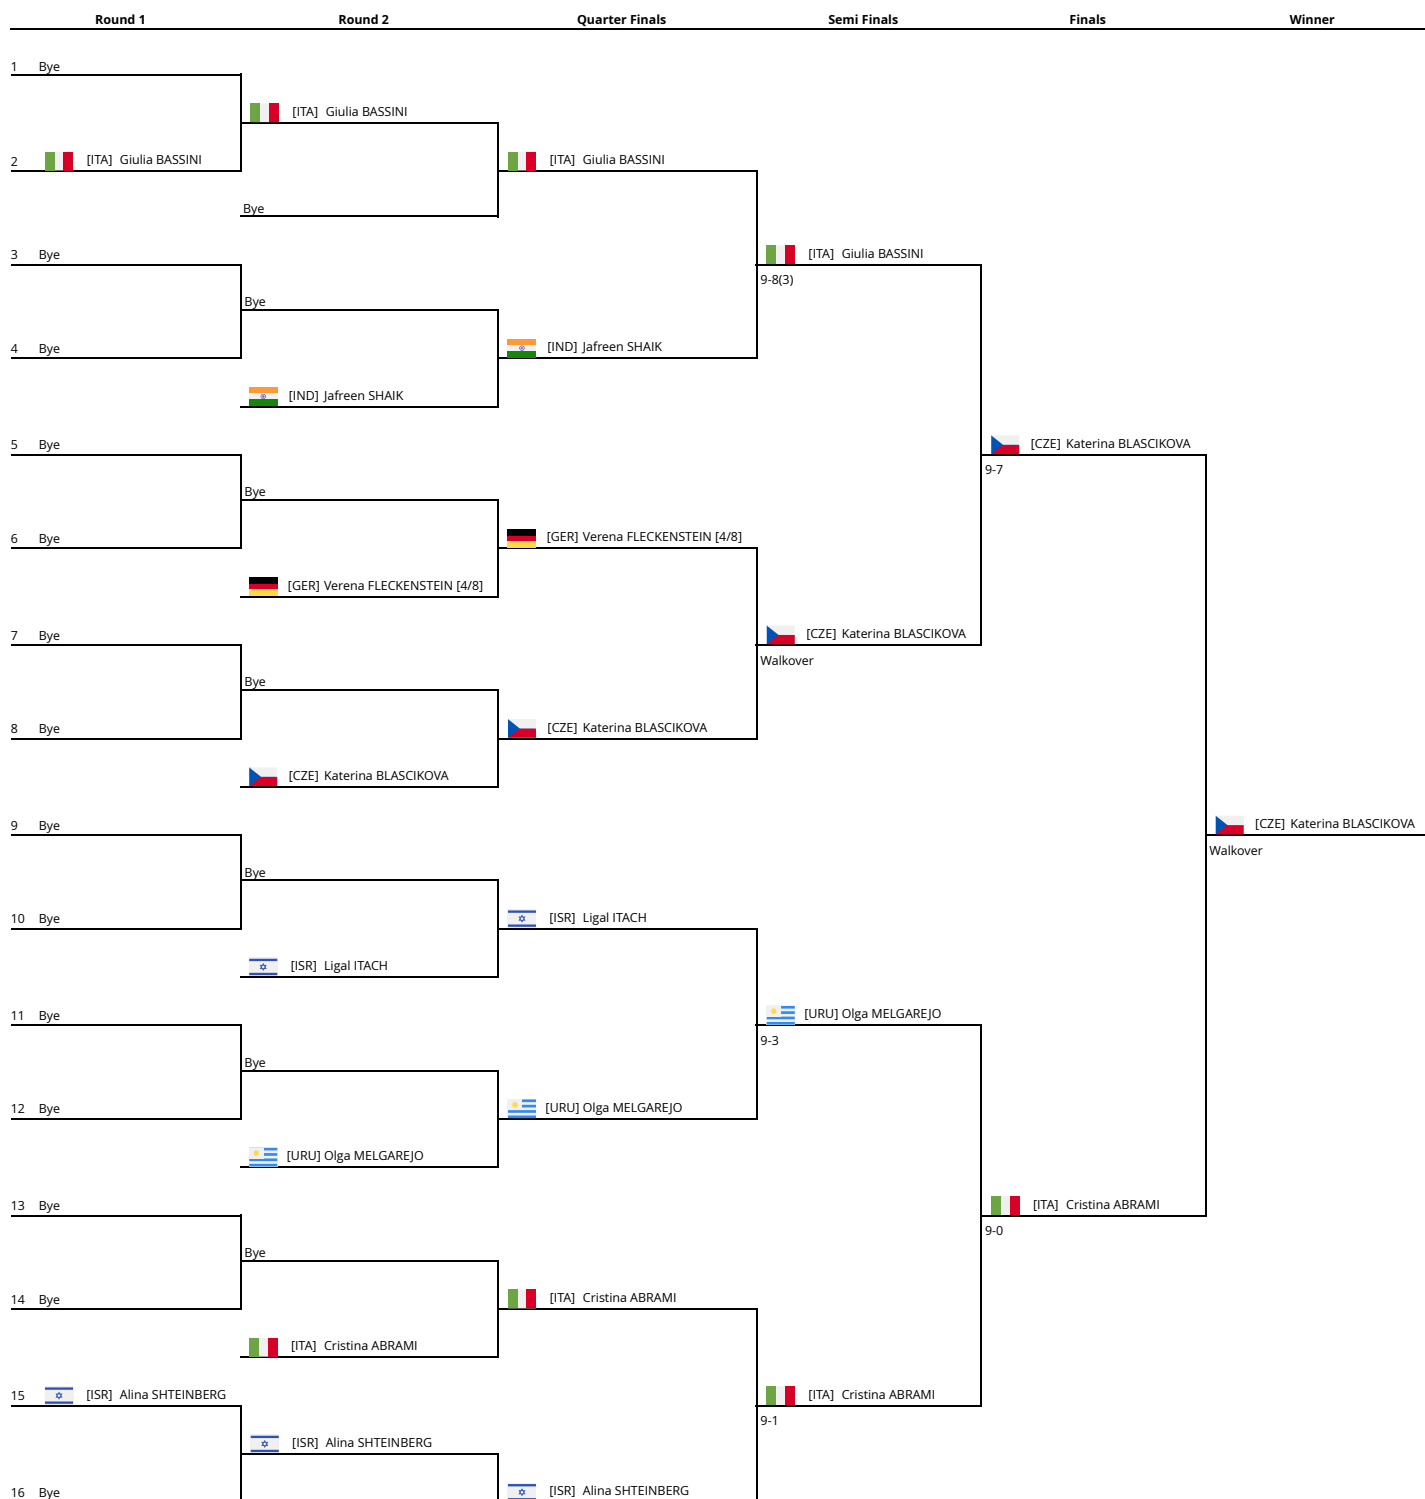 Round 1 Round 2 Quarter Finals Semi Finals Finals Winner
1 Bye
[ITA] Giulia BASSINI
2 [ITA] Giulia BASSINI [ITA] Giulia BASSINI
Bye
3 Bye [ITA] Giulia BASSINI
9-8(3)
Bye
4 Bye [IND] Jafreen SHAIK
[IND] Jafreen SHAIK
5 Bye [CZE] Katerina BLASCIKOVA
9-7
Bye
6 Bye [GER] Verena FLECKENSTEIN [4/8]
[GER] Verena FLECKENSTEIN [4/8]
7 Bye [CZE] Katerina BLASCIKOVA
Walkover
Bye
8 Bye [CZE] Katerina BLASCIKOVA
[CZE] Katerina BLASCIKOVA
9 Bye [CZE] Katerina BLASCIKOVA
Walkover
Bye
10 Bye [ISR] Ligal ITACH
[ISR] Ligal ITACH
11 Bye [URU] Olga MELGAREJO
9-3
Bye
12 Bye [URU] Olga MELGAREJO
[URU] Olga MELGAREJO
13 Bye [ITA] Cristina ABRAMI
9-0
Bye
14 Bye [ITA] Cristina ABRAMI
[ITA] Cristina ABRAMI
15 [ISR] Alina SHTEINBERG [ITA] Cristina ABRAMI
9-1
[ISR] Alina SHTEINBERG
16 Bye [ISR] Alina SHTEINBERG